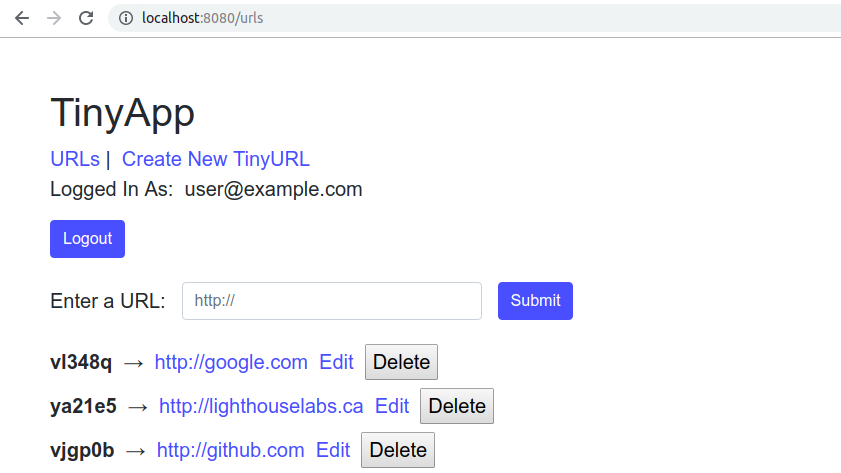 localhost:8080/urls
TinyApp
URLs | Create New TinyURL
Logged In As: user@example.com
Logout
Enter a URL: http:// Submit
vl348q → http://google.com Edit Delete
ya21e5 → http://lighthouselabs.ca Edit Delete
vjgp0b → http://github.com Edit Delete